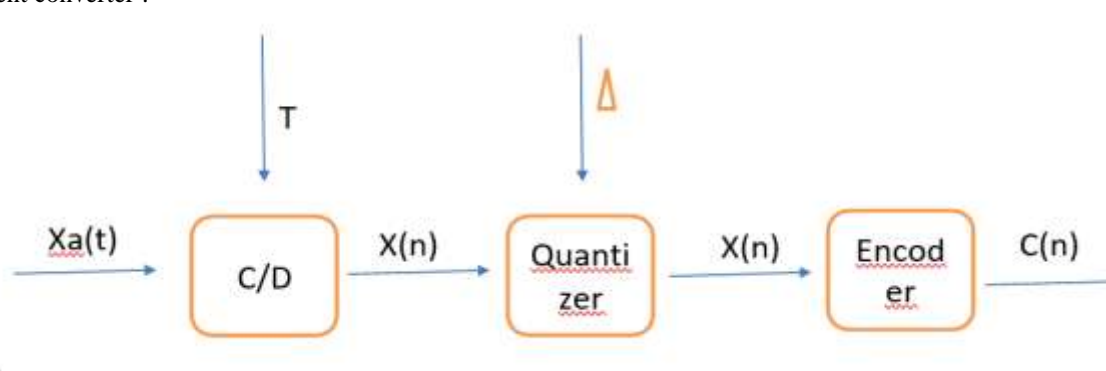 ent converter .
T
Δ
Xa(t)
C/D
X(n)
Quanti
zer
X(n)
Encod
er
C(n)